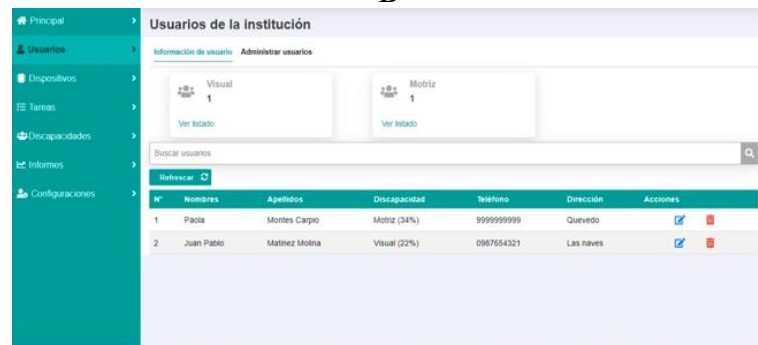 B
Principal
Usuarios
Dispositivos
Tareas
Discapacidades
Informes
Configuraciones
Usuarios de la institución
Información de usuario Administrar usuarios
Visual
1
Ver listado
Motriz
1
Ver listado
Buscar usuarios
Refrescar
N° Nombres Apellidos Discapacidad Teléfono Dirección Acciones
1 Paola Montes Carpio Motriz (34%) 9999999999 Quevedo
2 Juan Pablo Matinez Molina Visual (22%) 0987654321 Las naves